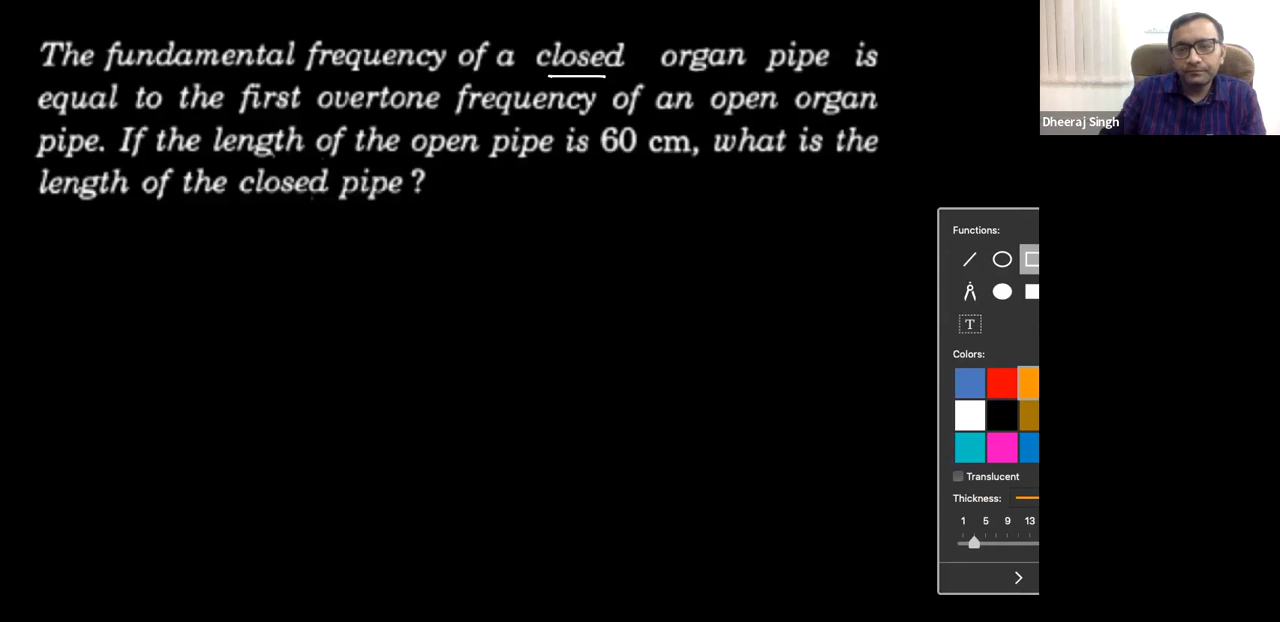 The fundamental frequency of a closed organ pipe is
equal to the first overtone frequency of an open organ
pipe. If the length of the open pipe is 60 cm, what is the
length of the closed pipe ?
Dheeraj Singh
Functions:
T
Colors:
Translucent
Thickness:
1 5 9 13